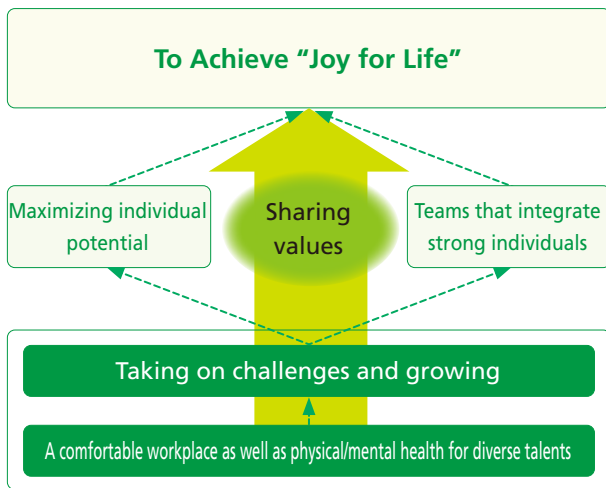 To Achieve “Joy for Life”
Maximizing individual
potential
Sharing
values
Teams that integrate
strong individuals
Taking on challenges and growing
A comfortable workplace as well as physical/mental health for diverse talents